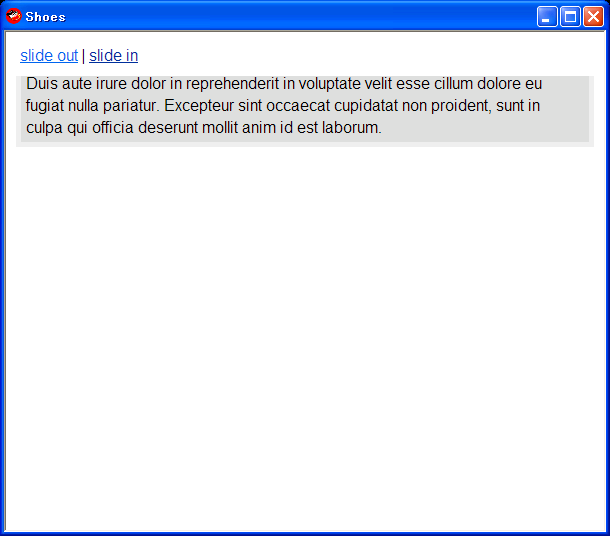 Shoes
slide out | slide in
Duis aute irure dolor in reprehenderit in voluptate velit esse cillum dolore eu
fugiat nulla pariatur. Excepteur sint occaecat cupidatat non proident, sunt in
culpa qui officia deserunt mollit anim id est laborum.